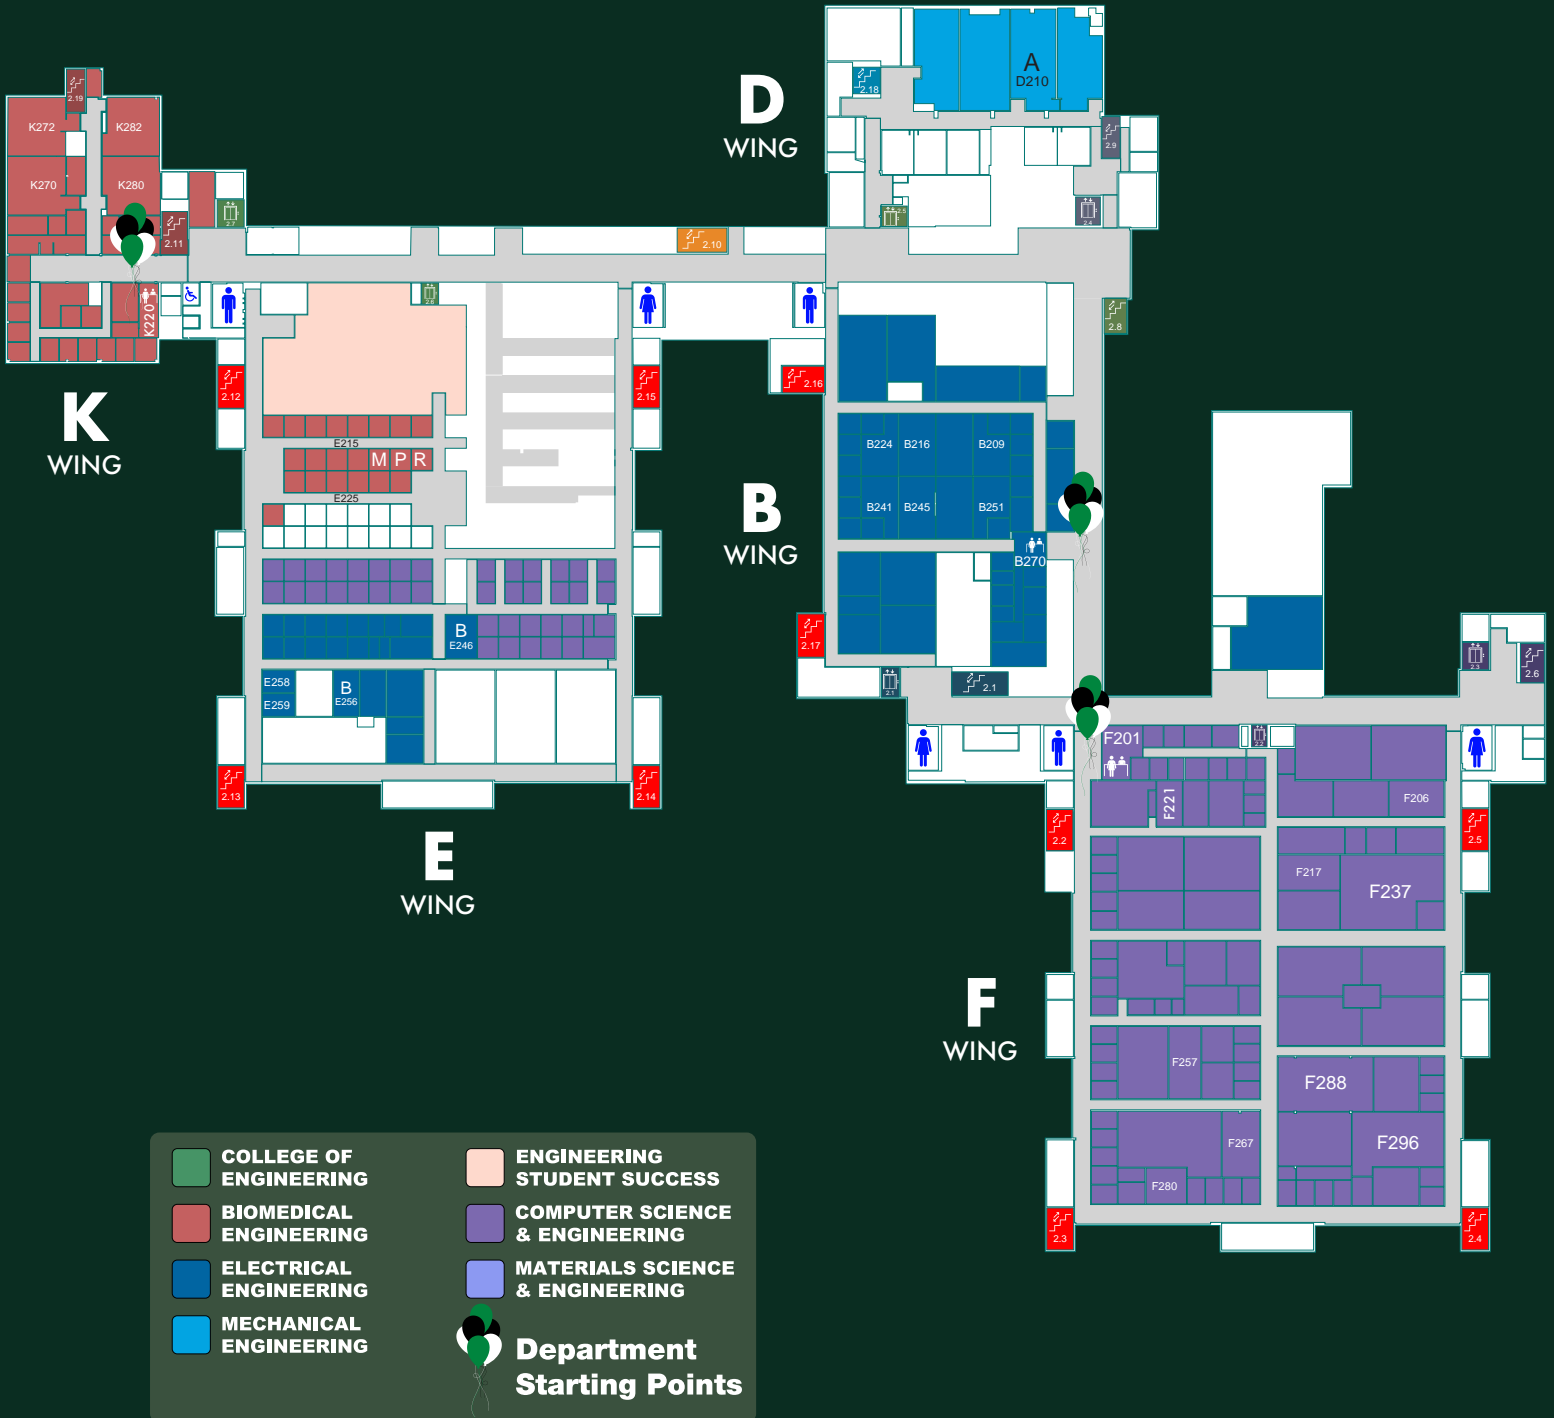 A
D210
D
WING
2.18
2.9
2.5
2.4
2.19
K272
K282
K270
K280
2.11
2.7
2.10
K220
2.6
2.8
2.12
2.15
2.16
K
WING
E215
M P R
E225
B224
B216
B209
B241
B245
B251
B
WING
B270
B
E246
2.17
2.1
2.1
2.3
2.6
E258
E259
B
E256
2.13
2.14
E
WING
F201
2.2
F221
F206
2.2
2.5
F217
F237
F
WING
F257
F288
F267
F296
F280
2.3
2.4
COLLEGE OF
ENGINEERING
BIOMEDICAL
ENGINEERING
ELECTRICAL
ENGINEERING
MECHANICAL
ENGINEERING
ENGINEERING
STUDENT SUCCESS
COMPUTER SCIENCE
& ENGINEERING
MATERIALS SCIENCE
& ENGINEERING
Department
Starting Points